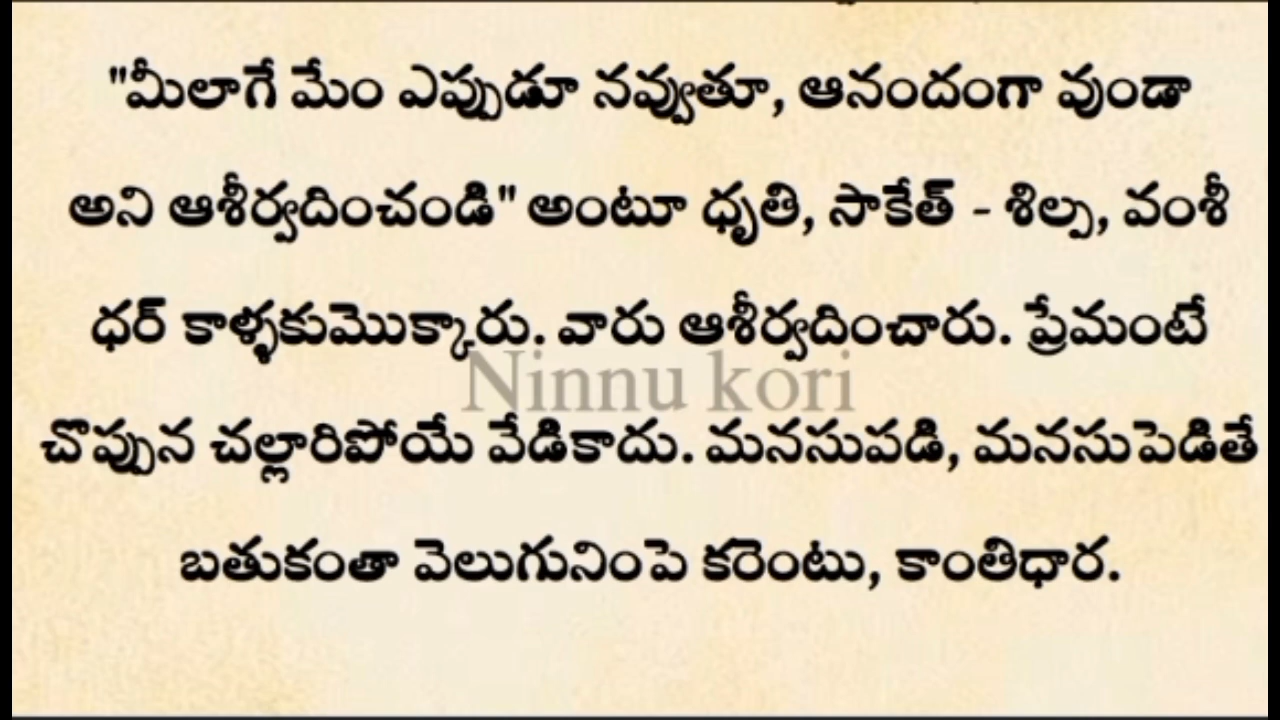 "మీలాగే మేం ఎప్పుడూ నవ్వుతూ, ఆనందంగా వుండా
అని ఆశీర్వదించండి" అంటూ ధృతి, సాకేత్ - శిల్ప, వంశీ
ధర్ కాళ్ళకుమొక్కారు. వారు ఆశీర్వదించారు. ప్రేమంటే
Ninnu kori
చొప్పున చల్లారిపోయే వేడికాదు. మనసుపడి, మనసుపెడితే
బతుకంతా వెలుగునింపె కరెంటు, కాంతిధార.